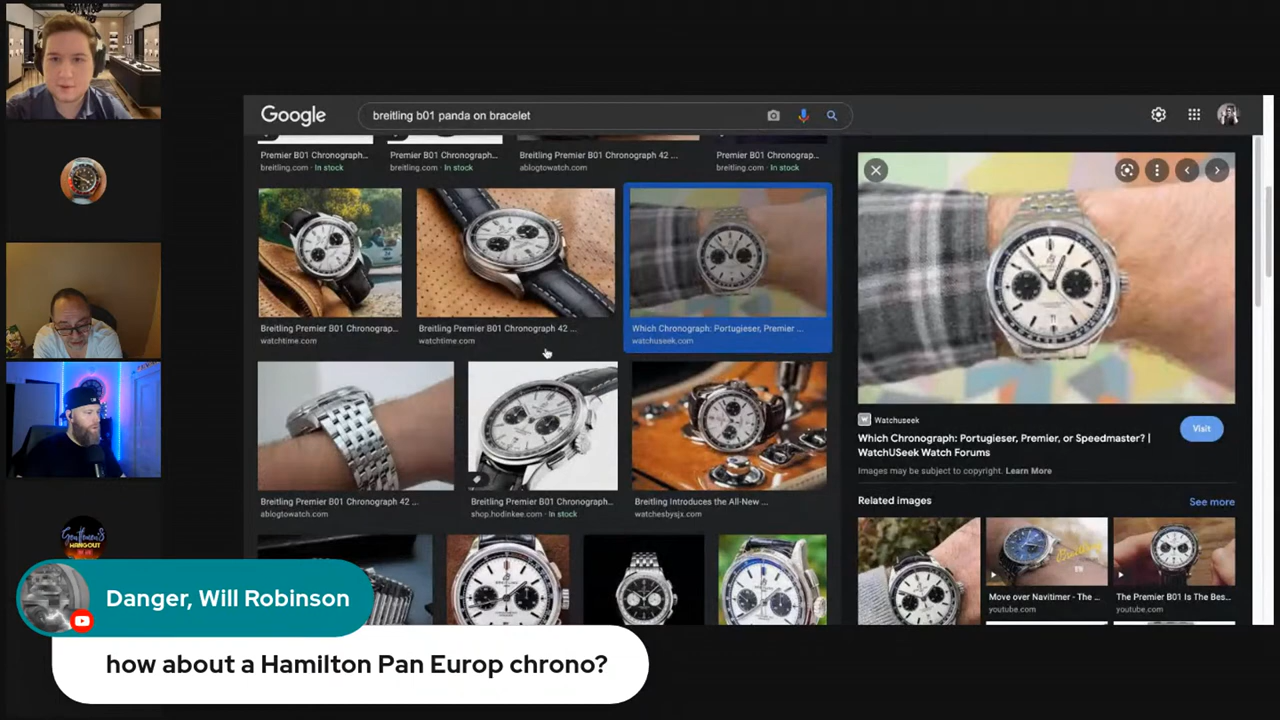 Google
breitling b01 panda on bracelet
Premier B01 Chronograph...
breitling.com · In stock
Premier B01 Chronograph...
breitling.com · In stock
Breitling Premier B01 Chronograph 42 ...
ablogtowatch.com
Premier B01 Chronograp...
breitling.com · In stock
Breitling Premier B01 Chronograp...
watchtime.com
Breitling Premier B01 Chronograph 42 ...
watchtime.com
Which Chronograph: Portugieser, Premier ...
watchuseek.com
Breitling Premier B01 Chronograph 42 ...
ablogtowatch.com
Breitling Premier B01 Chronograph...
shop.hodinkee.com · In stock
Breitling Introduces the All-New ...
watchesbysjx.com
Watchuseek
Visit
Which Chronograph: Portugieser, Premier, or Speedmaster? |
WatchUSeek Watch Forums
Images may be subject to copyright. Learn More
Related images
See more
Breitling
Move over Navitimer - The ...
youtube.com
The Premier B01 Is The Bes...
youtube.com
Gentlemen's
HANGOUT
Danger, Will Robinson
how about a Hamilton Pan Europ chrono?